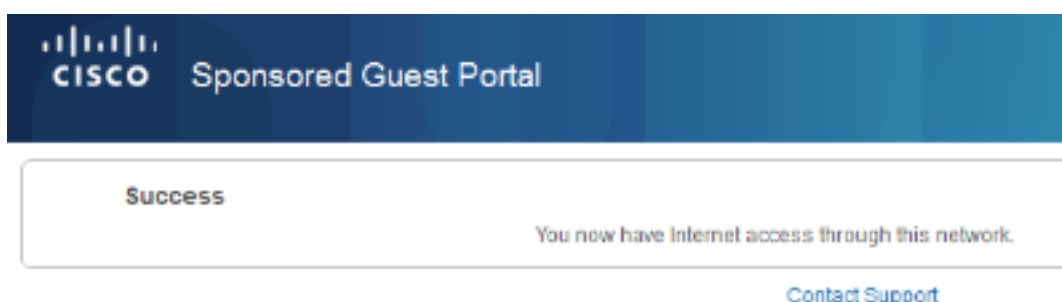 CISCO
Sponsored Guest Portal
Success
You now have Internet access through this network.
Contact Support